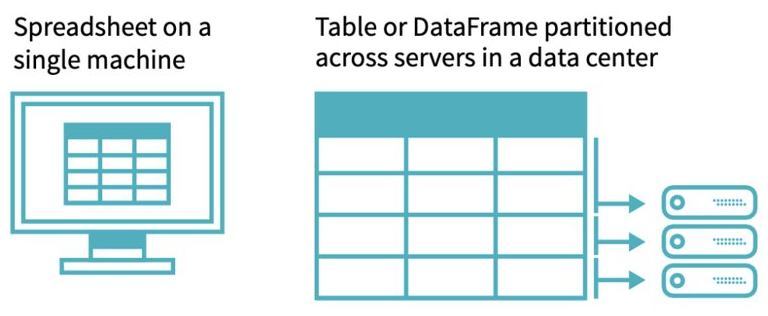 Spreadsheet on a
single machine
Table or DataFrame partitioned
across servers in a data center